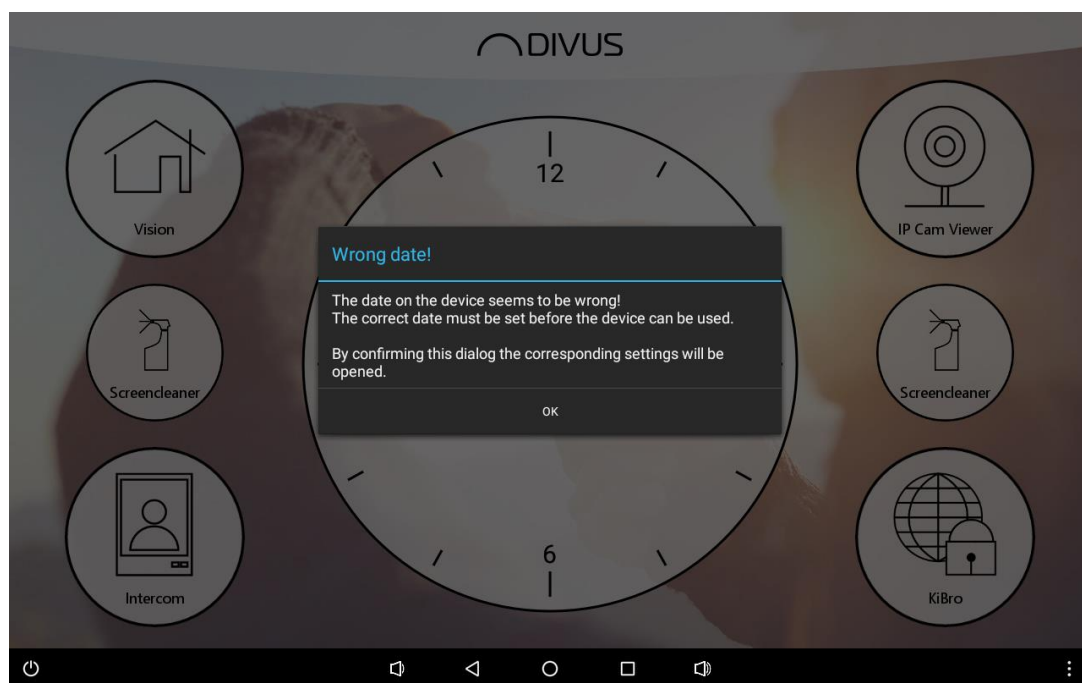 DIVUS
12
Vision
IP Cam Viewer
Wrong date!
The date on the device seems to be wrong!
The correct date must be set before the device can be used.
By confirming this dialog the corresponding settings will be
opened.
OK
Screencleaner
Screencleaner
6
Intercom
KiBro